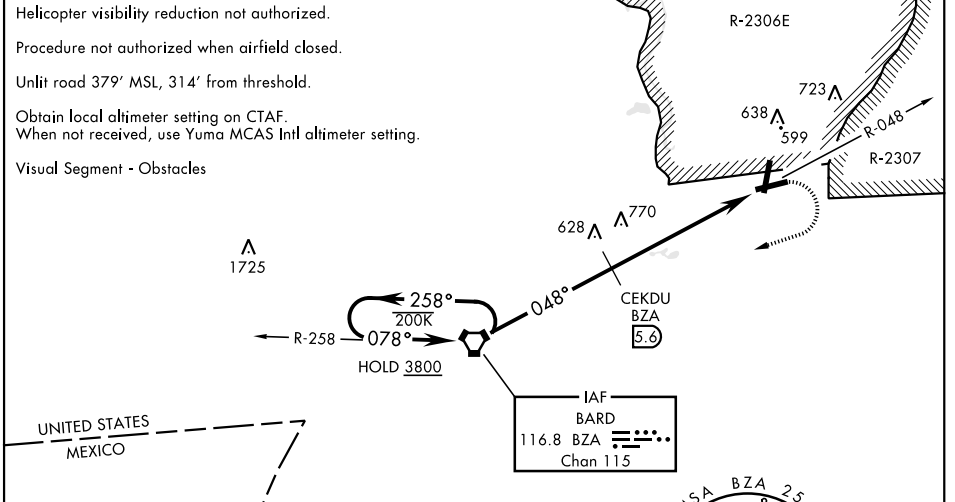 Helicopter visibility reduction not authorized.
Procedure not authorized when airfield closed.
Unlit road 379' MSL, 314' from threshold.
Obtain local altimeter setting on CTAF.
When not received, use Yuma MCAS Intl altimeter setting.
Visual Segment - Obstacles
R-2306E
723
638
599
R-048
R-2307
770
628
1725
048°
CEKDU
BZA
5.6
258°
200K
R-258
078°
HOLD 3800
IAF
BARD
116.8 BZA
Chan 115
UNITED STATES
MEXICO
SA BZA 25